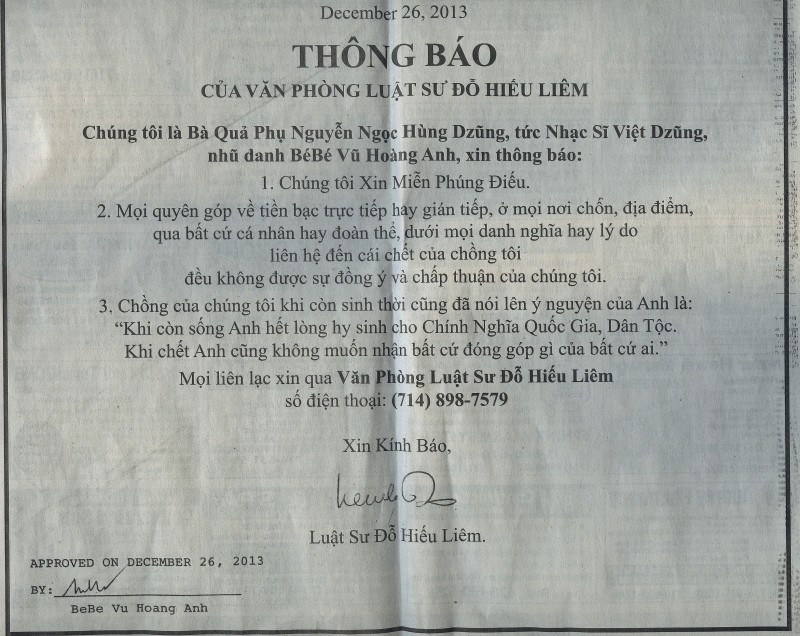 December 26, 2013
THÔNG BÁO
CỦA VĂN PHÒNG LUẬT SƯ ĐỖ HIẾU LIÊM
Chúng tôi là Bà Quả Phụ Nguyễn Ngọc Hùng Dzũng, tức Nhạc Sĩ Việt Dzũng,
nhũ danh BéBé Vũ Hoàng Anh, xin thông báo:
1. Chúng tôi Xin Miễn Phúng Điếu.
2. Mọi quyên góp về tiền bạc trực tiếp hay gián tiếp, ở mọi nơi chốn, địa điểm,
qua bất cứ cá nhân hay đoàn thể, dưới mọi danh nghĩa hay lý do
liên hệ đến cái chết của chồng tôi
đều không được sự đồng ý và chấp thuận của chúng tôi.
3. Chồng của chúng tôi khi còn sinh thời cũng đã nói lên ý nguyện của Anh là:
“Khi còn sống Anh hết lòng hy sinh cho Chính Nghĩa Quốc Gia, Dân Tộc.
Khi chết Anh cũng không muốn nhận bất cứ đóng góp gì của bất cứ ai.”
Mọi liên lạc xin qua Văn Phòng Luật Sư Đỗ Hiếu Liêm
số điện thoại: (714) 898-7579
Xin Kính Báo,
Luật Sư Đỗ Hiếu Liêm.
APPROVED ON DECEMBER 26, 2013
BY:
BeBe Vu Hoang Anh